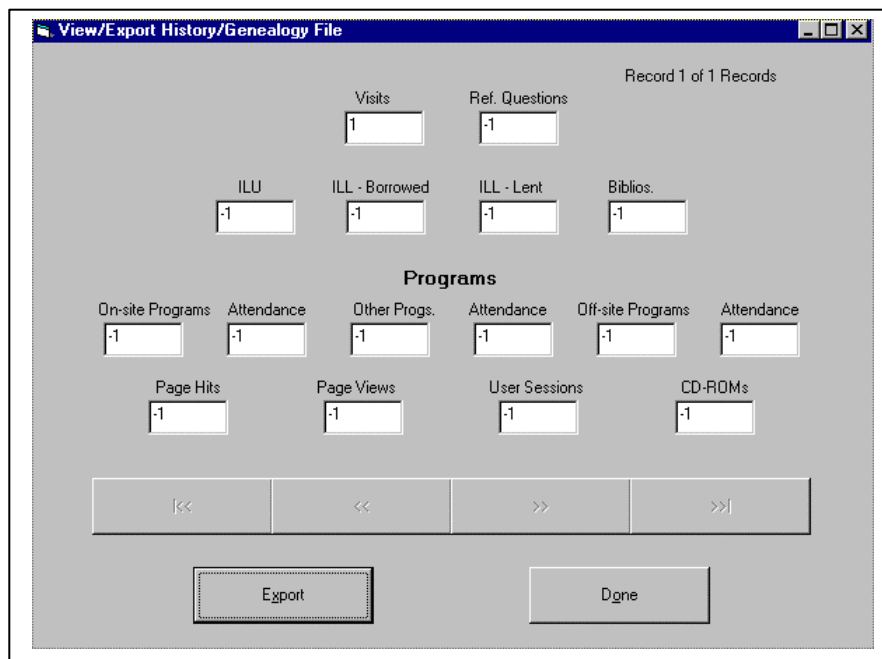 View/Export History/Genealogy File
Record 1 of 1 Records
Visits Ref. Questions
1 -1
ILU ILL - Borrowed ILL - Lent Biblios.
-1 -1 -1 -1
Programs
On-site Programs Attendance Other Progs. Attendance Off-site Programs Attendance
-1 -1 -1 -1 -1 -1
Page Hits Page Views User Sessions CD-ROMs
-1 -1 -1 -1
|<< << >> >>|
Export Done